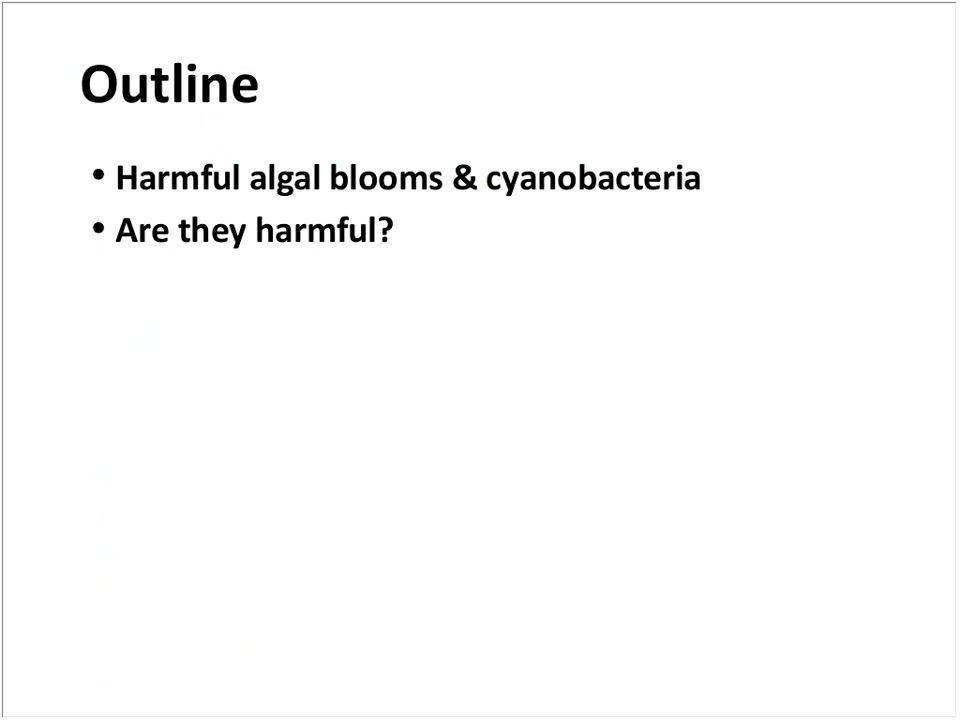 Outline
• Harmful algal blooms & cyanobacteria
• Are they harmful?